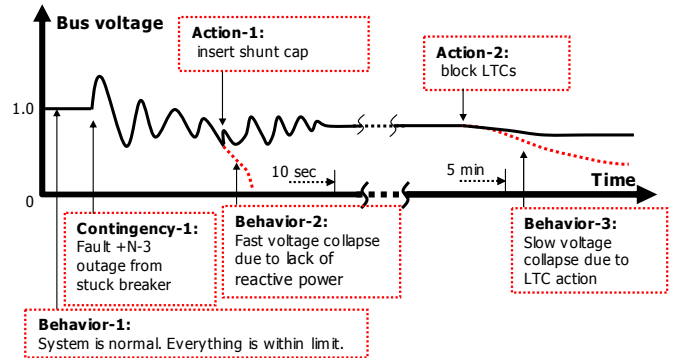 Bus voltage
Action-1:
insert shunt cap
Action-2:
block LTCs
1.0
10 sec
5 min
Time
0
Contingency-1:
Fault +N-3
outage from
stuck breaker
Behavior-2:
Fast voltage collapse
due to lack of
reactive power
Behavior-3:
Slow voltage
collapse due to
LTC action
Behavior-1:
System is normal. Everything is within limit.